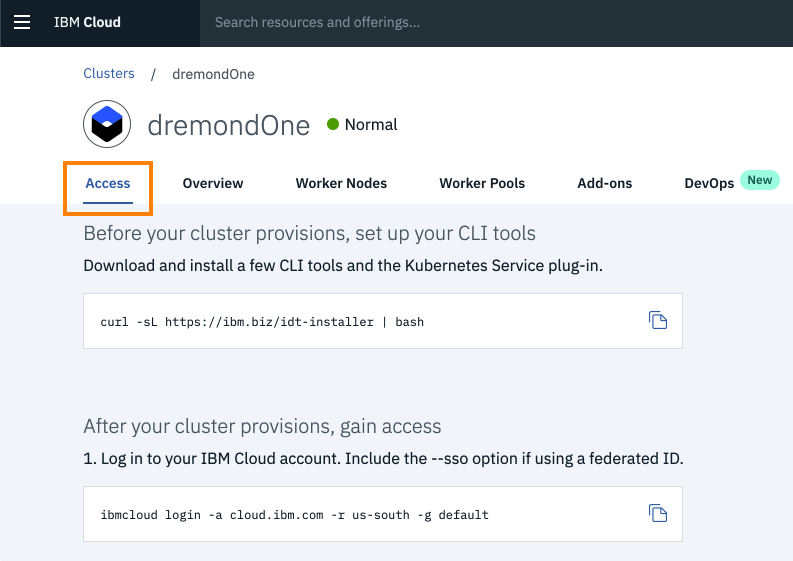 IBM Cloud
Search resources and offerings...
Clusters / dremondOne
dremondOne Normal
Access Overview Worker Nodes Worker Pools Add-ons DevOps New
Before your cluster provisions, set up your CLI tools
Download and install a few CLI tools and the Kubernetes Service plug-in.
curl -sL https://ibm.biz/idt-installer | bash
After your cluster provisions, gain access
1. Log in to your IBM Cloud account. Include the --sso option if using a federated ID.
ibmcloud login -a cloud.ibm.com -r us-south -g default